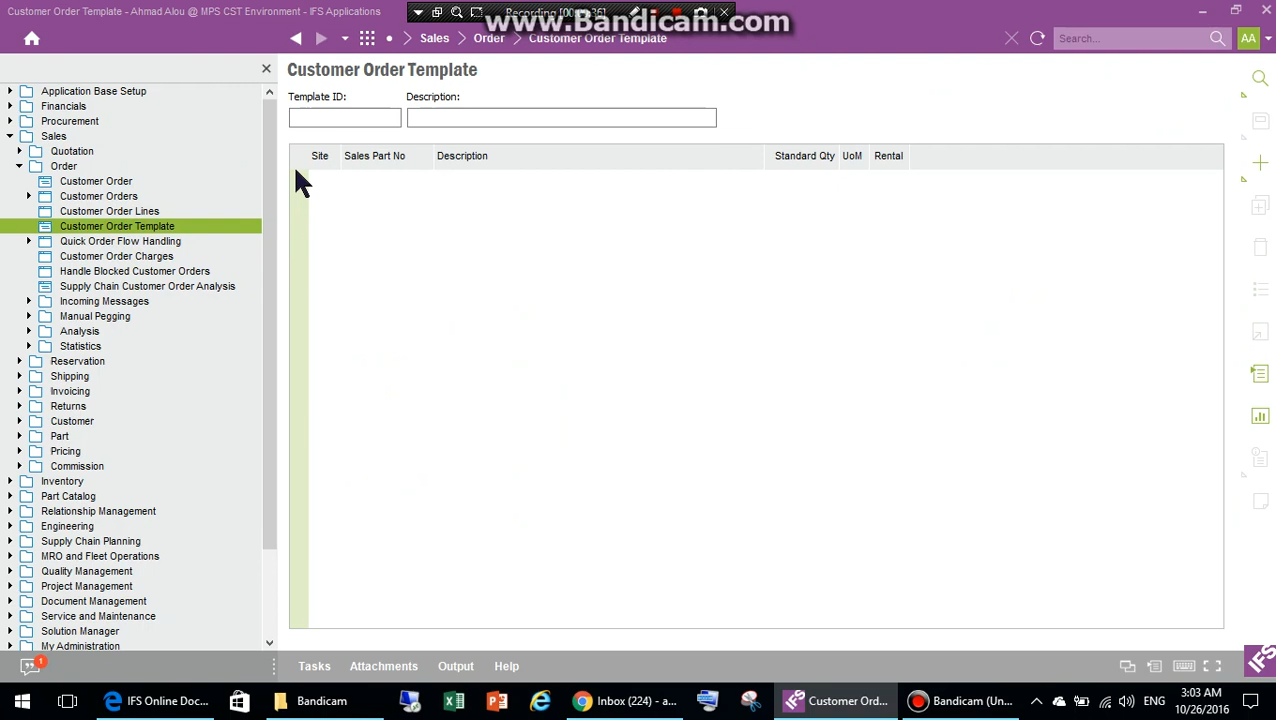 Customer Order Template - Ahmad Alou @ MPS CST Environment - IFS Applications
www.Bandicam.com
Sales Order Customer Order Template
Search...
AA
Customer Order Template
Template ID: Description:
Site Sales Part No Description Standard Qty UoM Rental
Application Base Setup
Financials
Procurement
Sales
Quotation
Order
Customer Order
Customer Orders
Customer Order Lines
Customer Order Template
Quick Order Flow Handling
Customer Order Charges
Handle Blocked Customer Orders
Supply Chain Customer Order Analysis
Incoming Messages
Manual Pegging
Analysis
Statistics
Reservation
Shipping
Invoicing
Returns
Customer
Part
Pricing
Commission
Inventory
Part Catalog
Relationship Management
Engineering
Supply Chain Planning
MRO and Fleet Operations
Quality Management
Project Management
Document Management
Service and Maintenance
Solution Manager
My Administration
1
Tasks Attachments Output Help
IFS
IFS Online Doc... Bandicam Inbox (224) - a... Customer Ord... Bandicam (Un... ENG
3:03 AM
10/26/2016